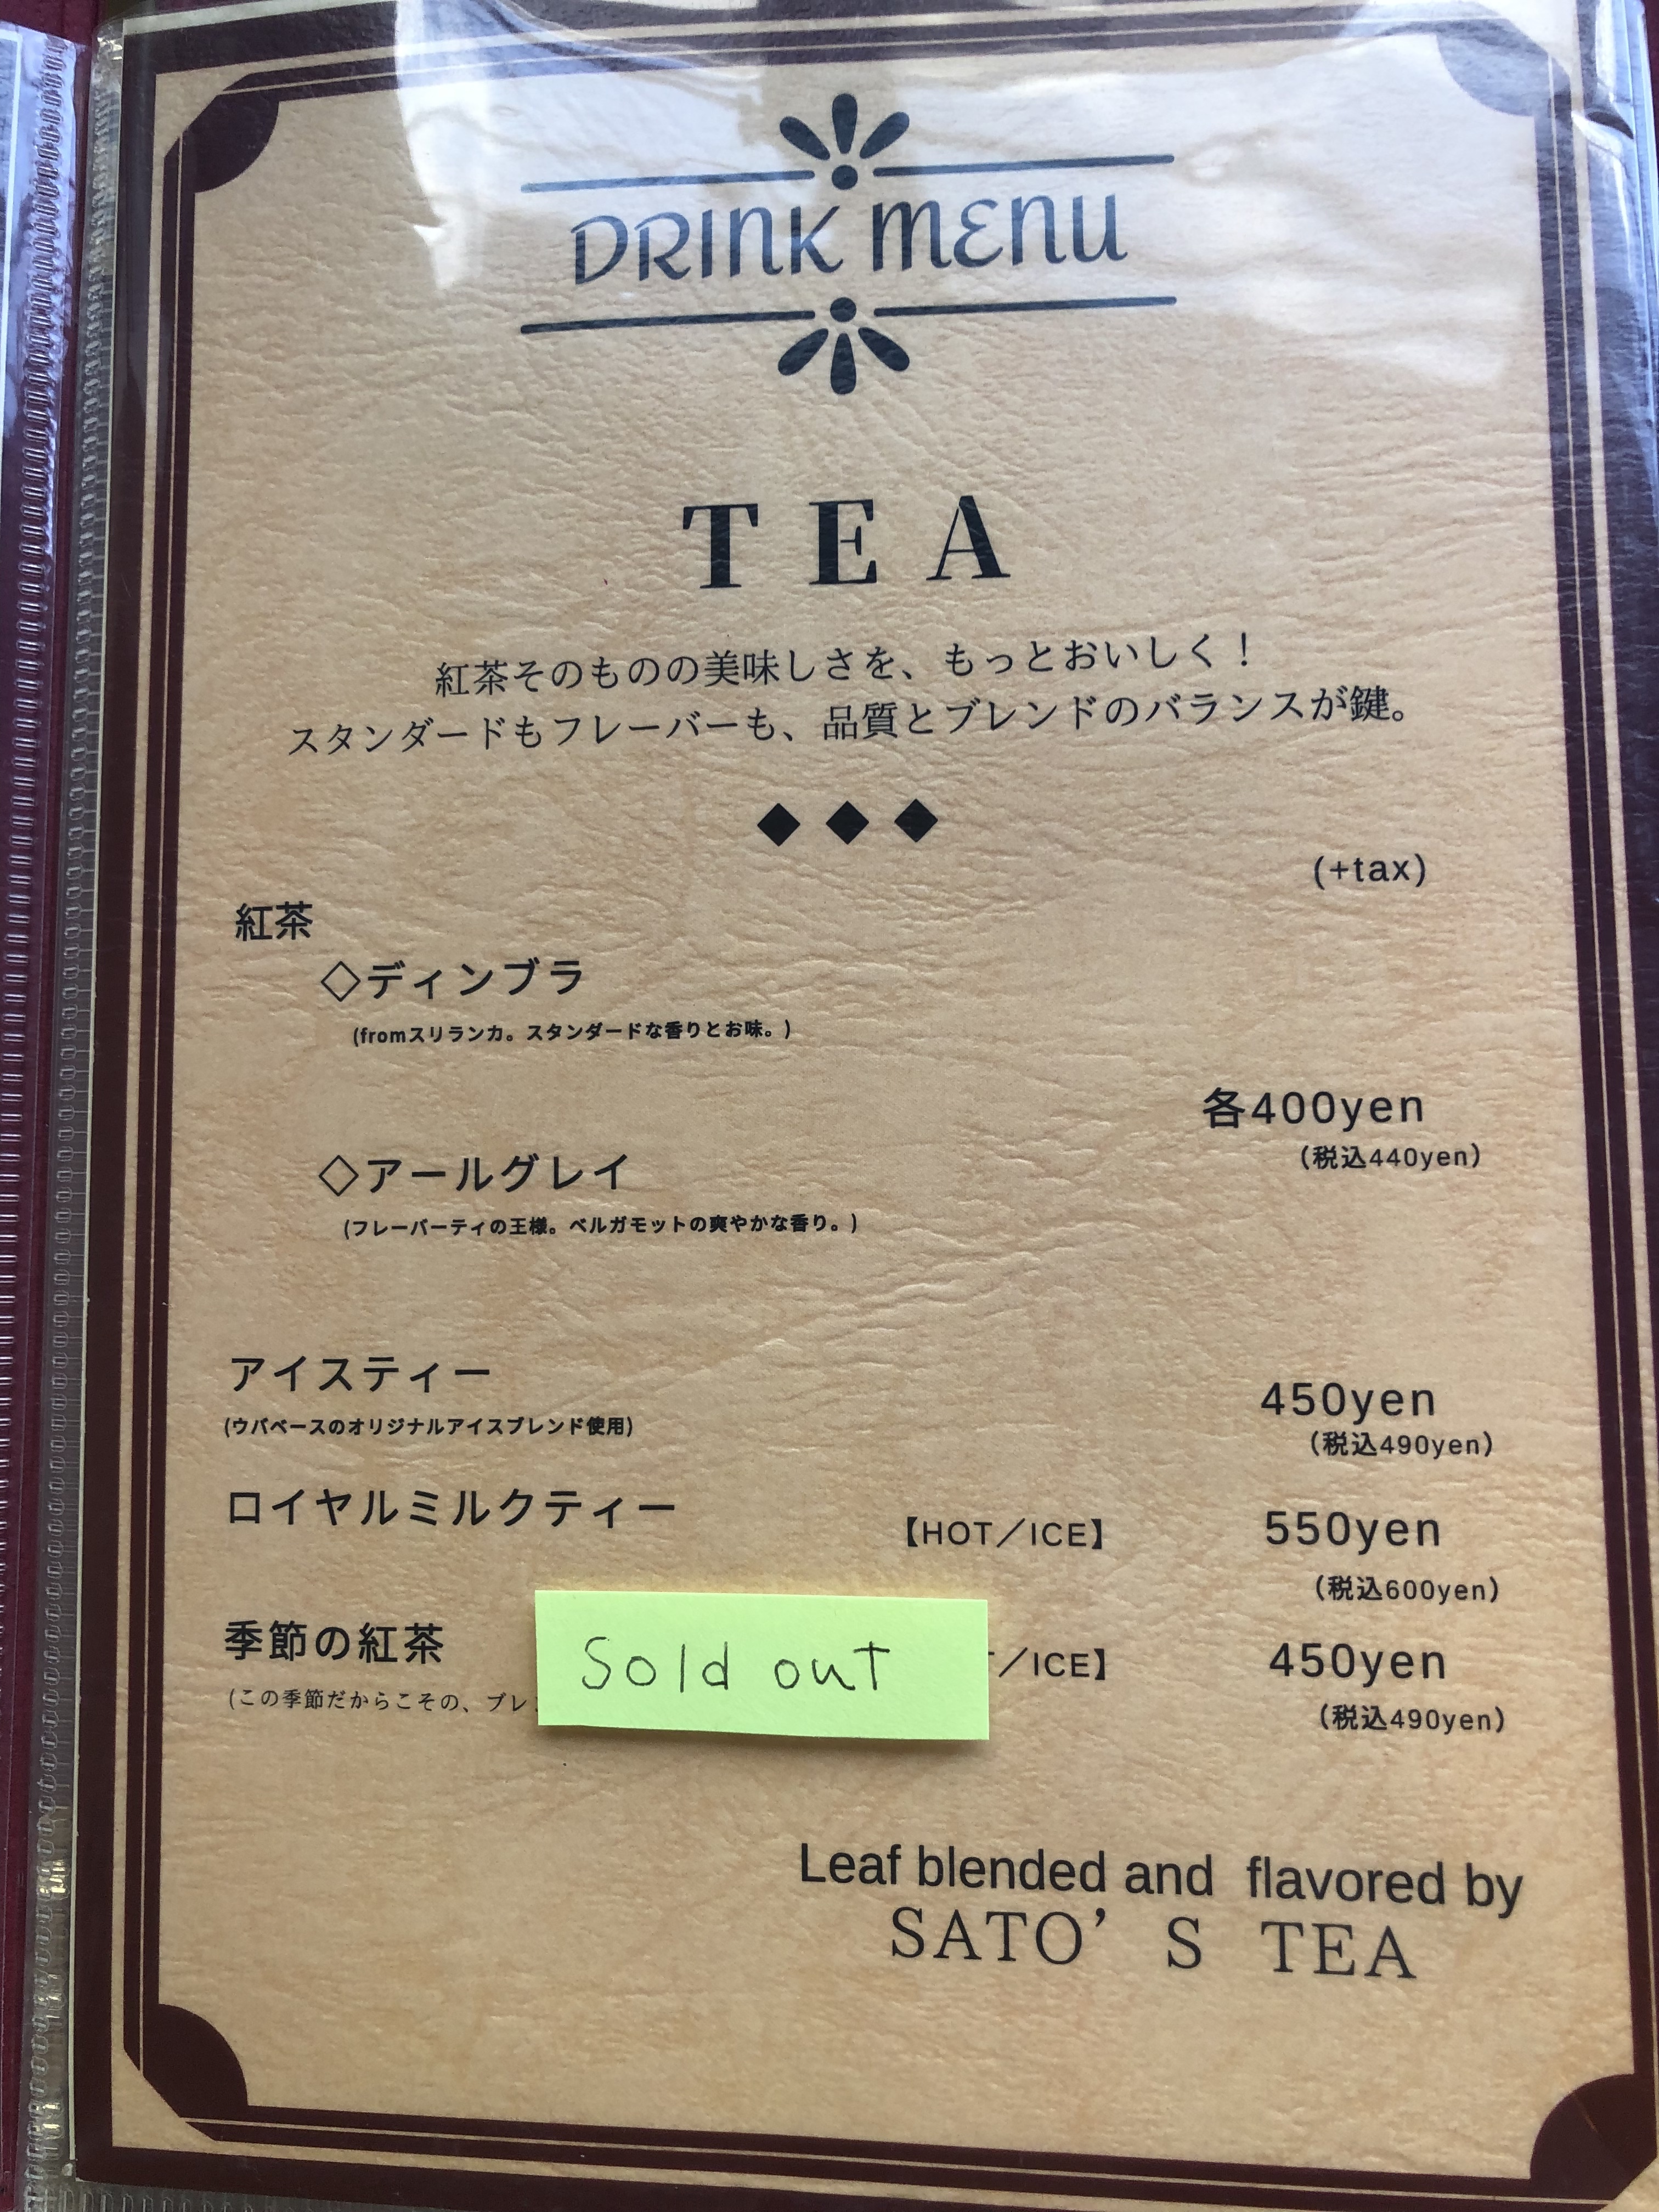 DRINK MENU
TEA
紅茶そのものの美味しさを、もっとおいしく！
スタンダードもフレーバーも、品質とブレンドのバランスが鍵。
◆◆◆
(+tax)
紅茶
◇ディンブラ
(fromスリランカ。スタンダードな香りとお味。)
各400yen
（税込440yen）
◇アールグレイ
(フレーバーティの王様。ベルガモットの爽やかな香り。)
アイスティー 450yen
(ウバベースのオリジナルアイスブレンド使用) （税込490yen）
ロイヤルミルクティー 【HOT／ICE】 550yen
（税込600yen）
季節の紅茶 Sold out ／ICE】 450yen
(この季節だからこその、ブレ （税込490yen）
Leaf blended and flavored by
SATO’S TEA